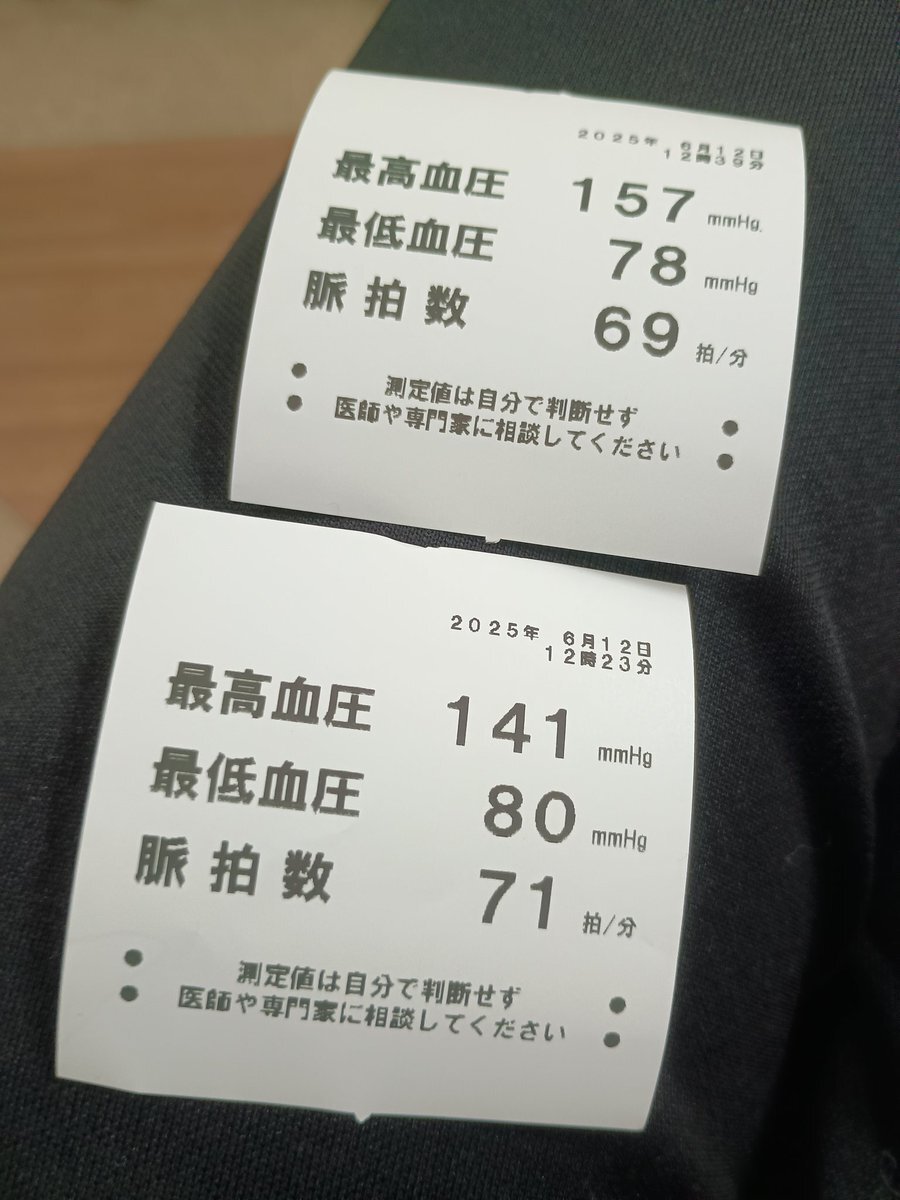 2025年 6月12日
12時39分
最高血圧 157 mmHg
最低血圧 78 mmHg
脈拍数 69 拍/分
測定値は自分で判断せず
医師や専門家に相談してください
2025年 6月12日
12時23分
最高血圧 141 mmHg
最低血圧 80 mmHg
脈拍数 71 拍/分
測定値は自分で判断せず
医師や専門家に相談してください